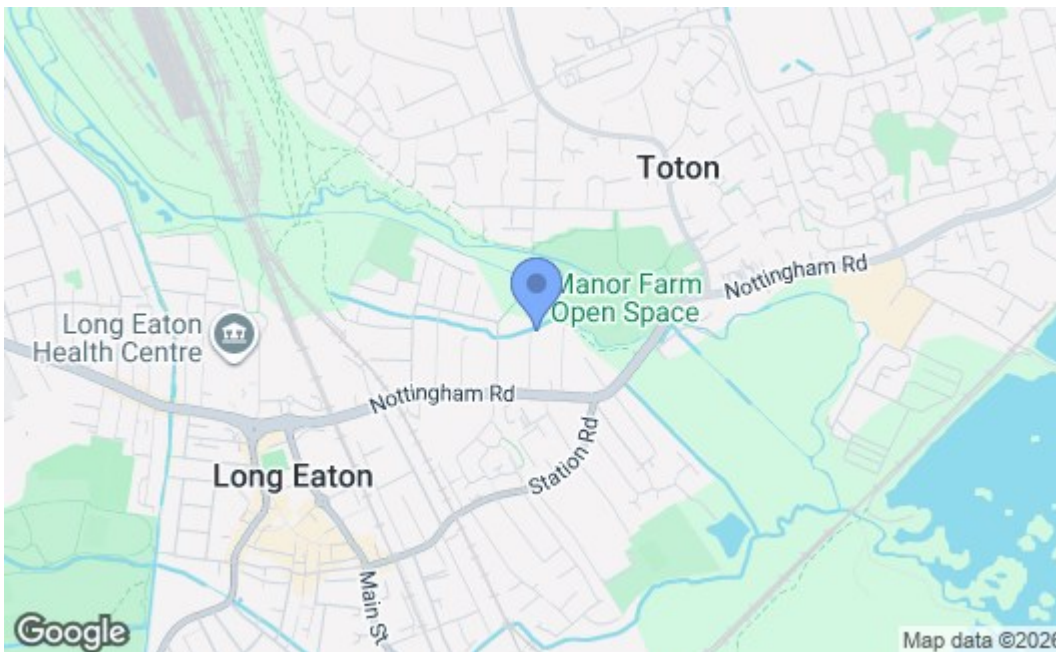 Toton
Nottingham Rd
Manor Farm
Open Space
Long Eaton
Health Centre
Nottingham Rd
Station Rd
Long Eaton
Main St
Google
Map data ©2026